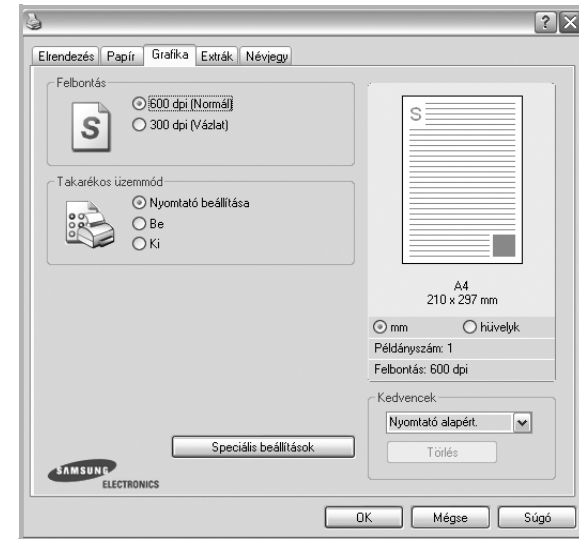 Elrendezés Papír Grafika Extrák Névjegy
Felbontás
600 dpi (Normál)
300 dpi (Vázlat)
S
Takarékos üzemmód
Nyomtató beállítása
Be
Ki
S
A4
210 x 297 mm
mm hüvelyk
Példányszám: 1
Felbontás: 600 dpi
Kedvencek
Nyomtató alapért.
Törlés
Speciális beállítások
SAMSUNG
ELECTRONICS
OK Mégse Súgó